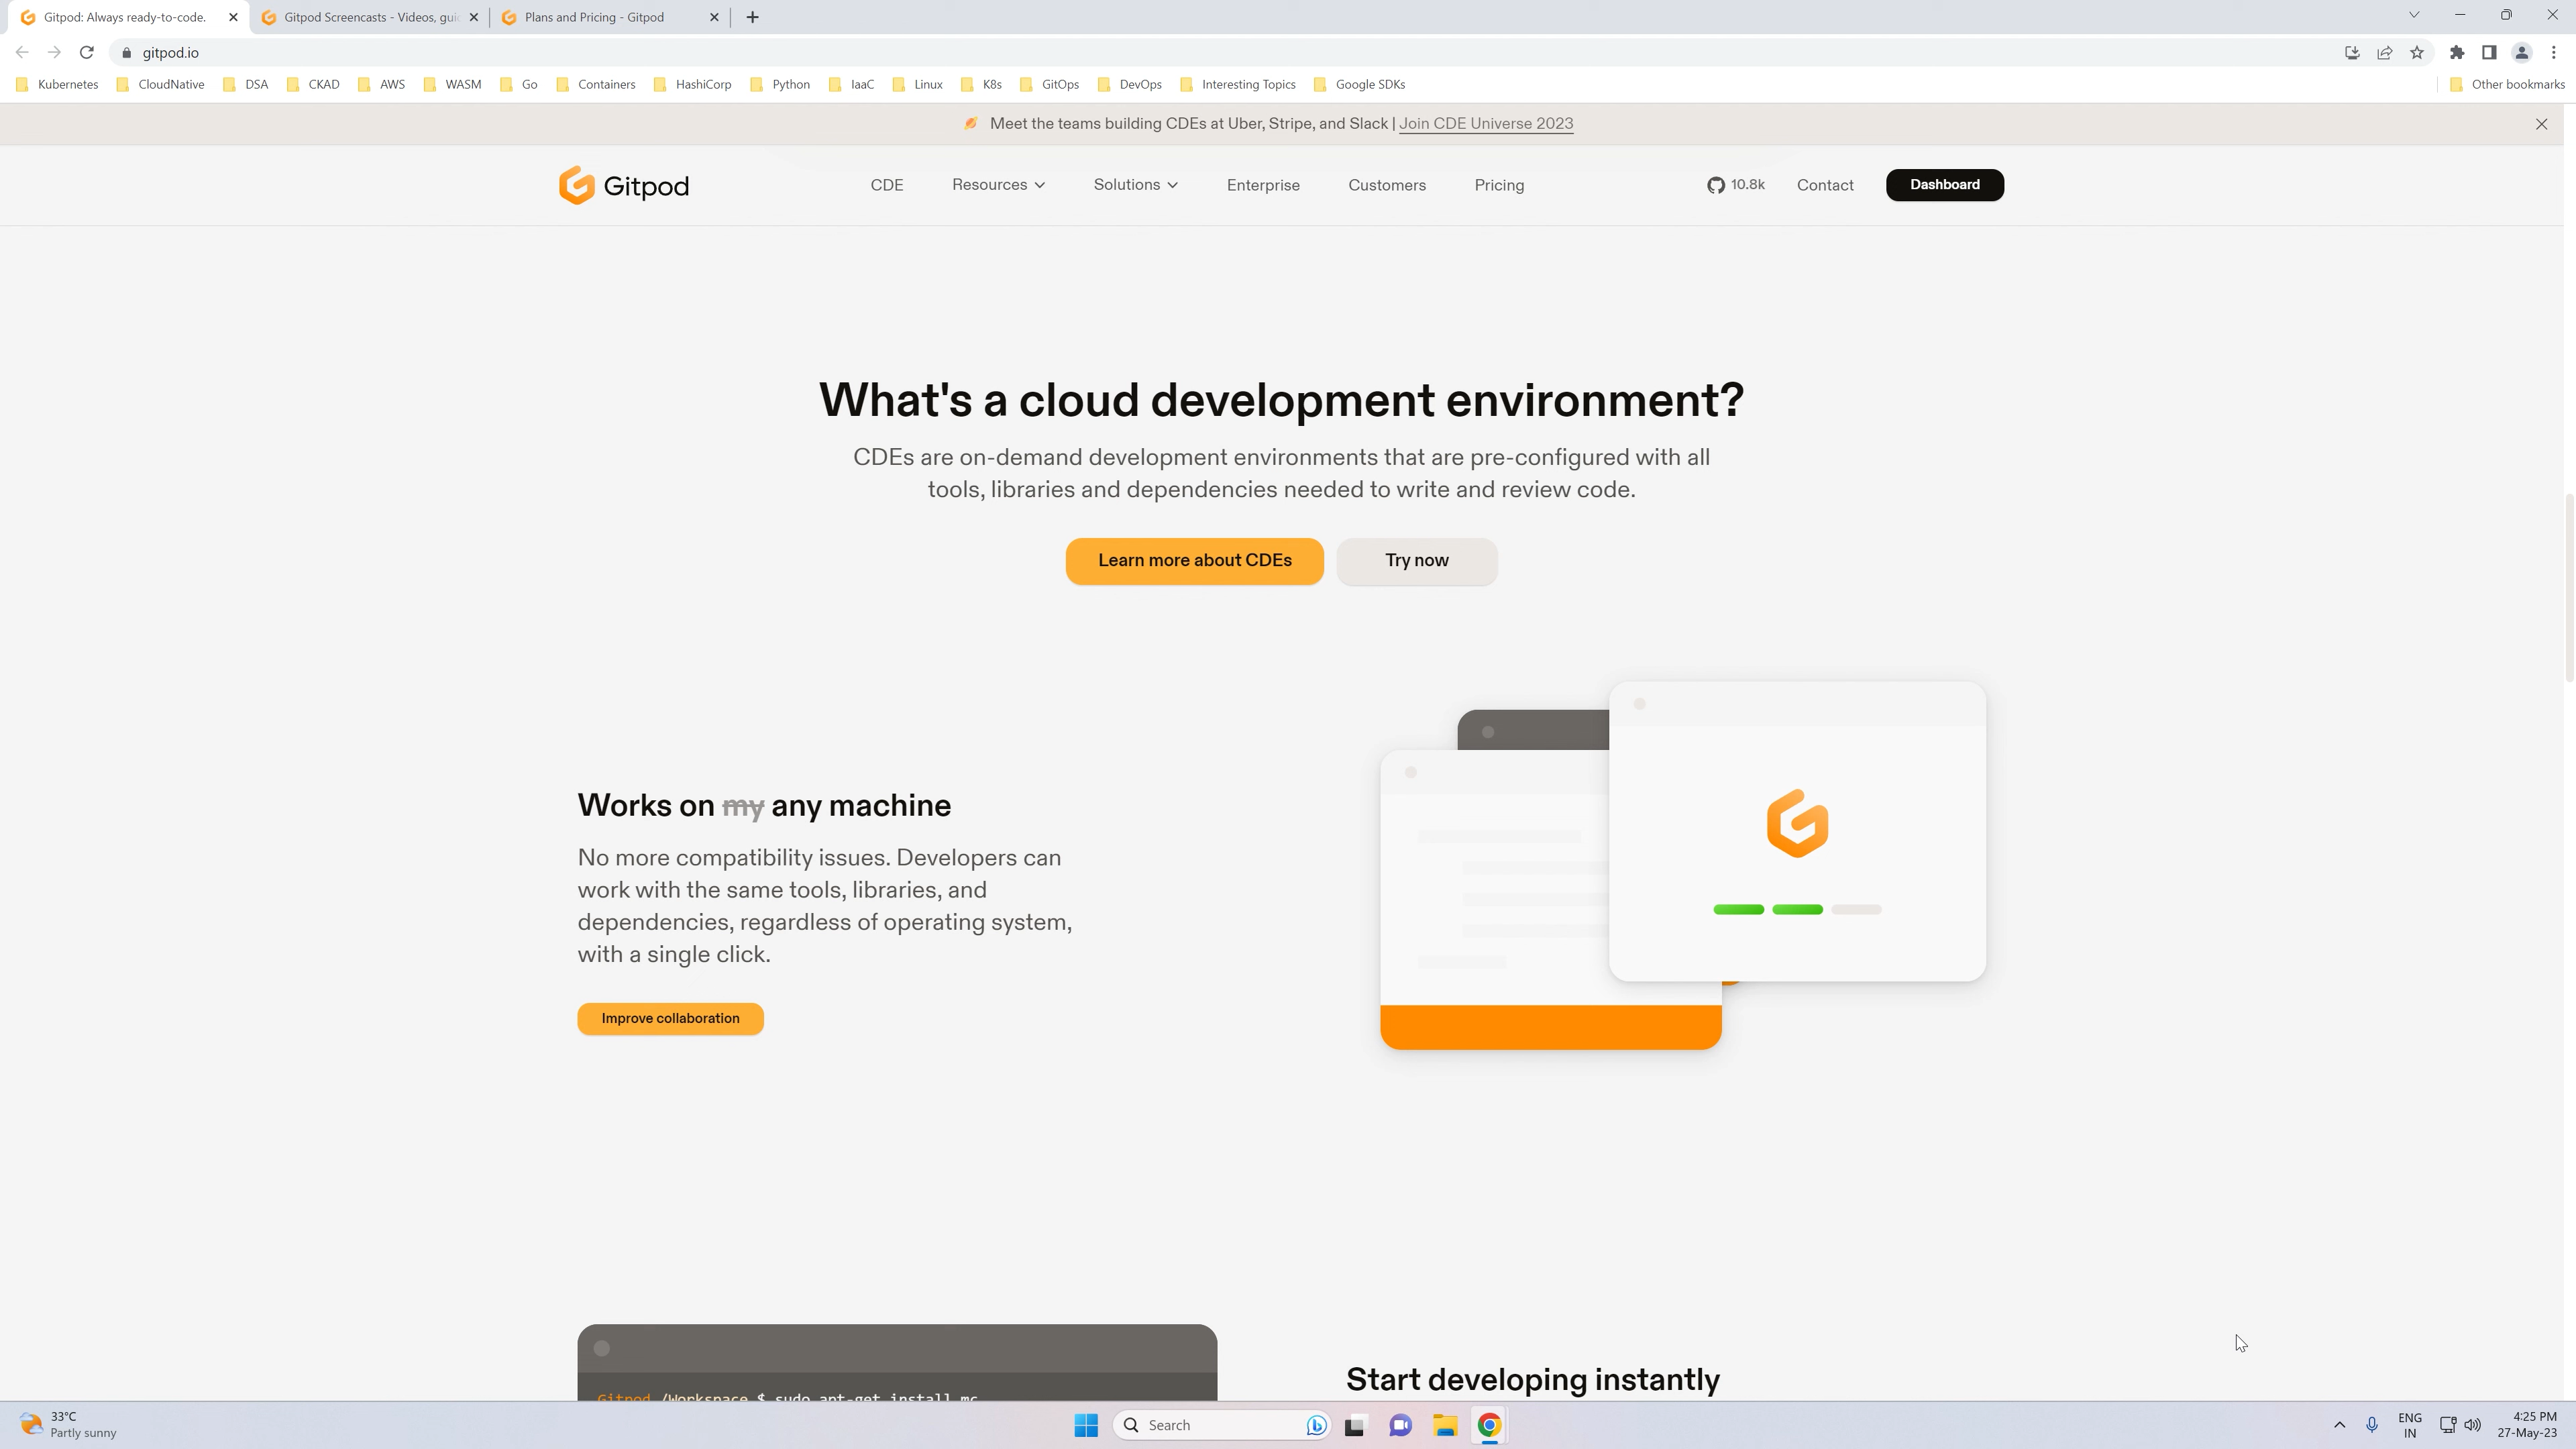 Gitpod: Always ready-to-code.
Gitpod Screencasts - Videos, gui
Plans and Pricing - Gitpod
gitpod.io
Kubernetes CloudNative DSA CKAD AWS WASM Go Containers HashiCorp Python IaaC Linux K8s GitOps DevOps Interesting Topics Google SDKs Other bookmarks
Meet the teams building CDEs at Uber, Stripe, and Slack | Join CDE Universe 2023
Gitpod CDE Resources Solutions Enterprise Customers Pricing 10.8k Contact Dashboard
What's a cloud development environment?
CDEs are on-demand development environments that are pre-configured with all
tools, libraries and dependencies needed to write and review code.
Learn more about CDEs Try now
Works on my any machine
No more compatibility issues. Developers can
work with the same tools, libraries, and
dependencies, regardless of operating system,
with a single click.
Improve collaboration
Start developing instantly
Gitpod /Workspace $ sudo apt-get install mc
33°C
Partly sunny
Search
ENG
IN
4:25 PM
27-May-23